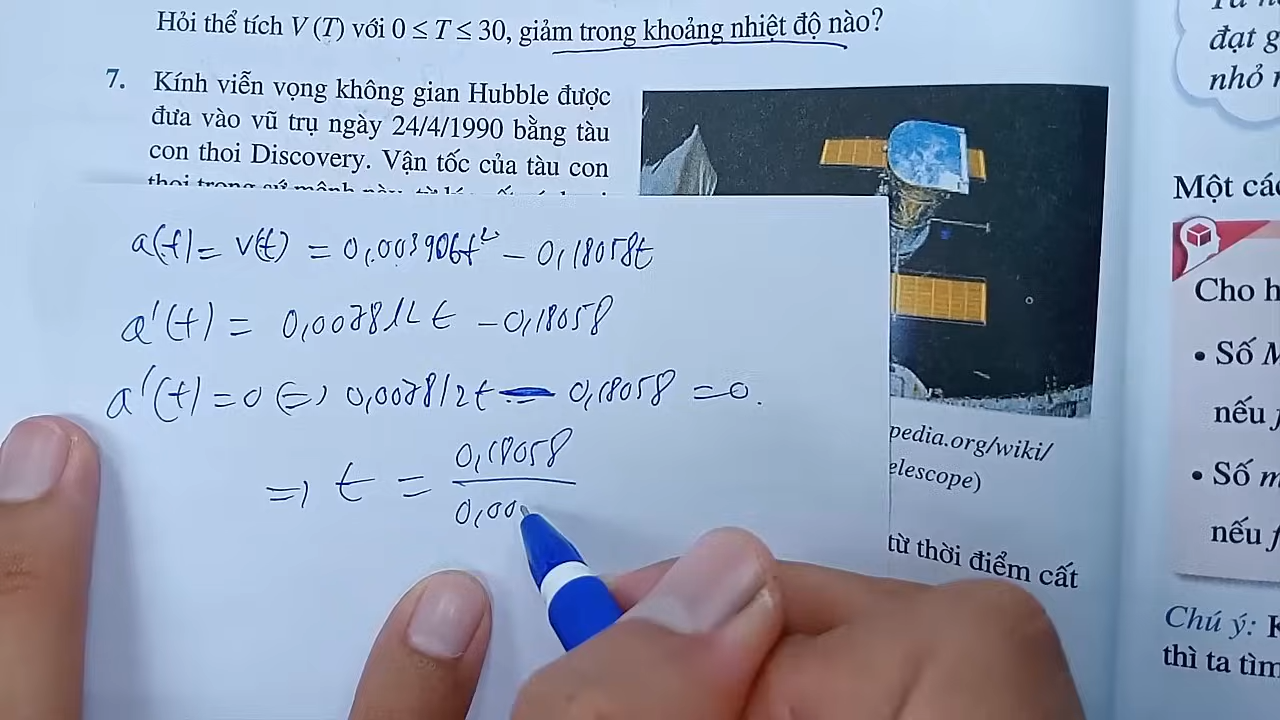 Hỏi thể tích V (T) với 0 ≤ T ≤ 30, giảm trong khoảng nhiệt độ nào?
7. Kính viễn vọng không gian Hubble được
đưa vào vũ trụ ngày 24/4/1990 bằng tàu
con thoi Discovery. Vận tốc của tàu con
a(t) = v(t) = 0,003906t² - 0,18058t
a'(t) = 0,007812 t - 0,18058
a'(t) = 0 (=) 0,007812t - 0,18058 = 0.
=) t = 0,18058
0,00
pedia.org/wiki/
elescope)
từ thời điểm cất
đạt g
nhỏ
Một các
Cho h
• Số M
nếu f
• Số m
nếu f
Chú ý: K
thì ta tìm